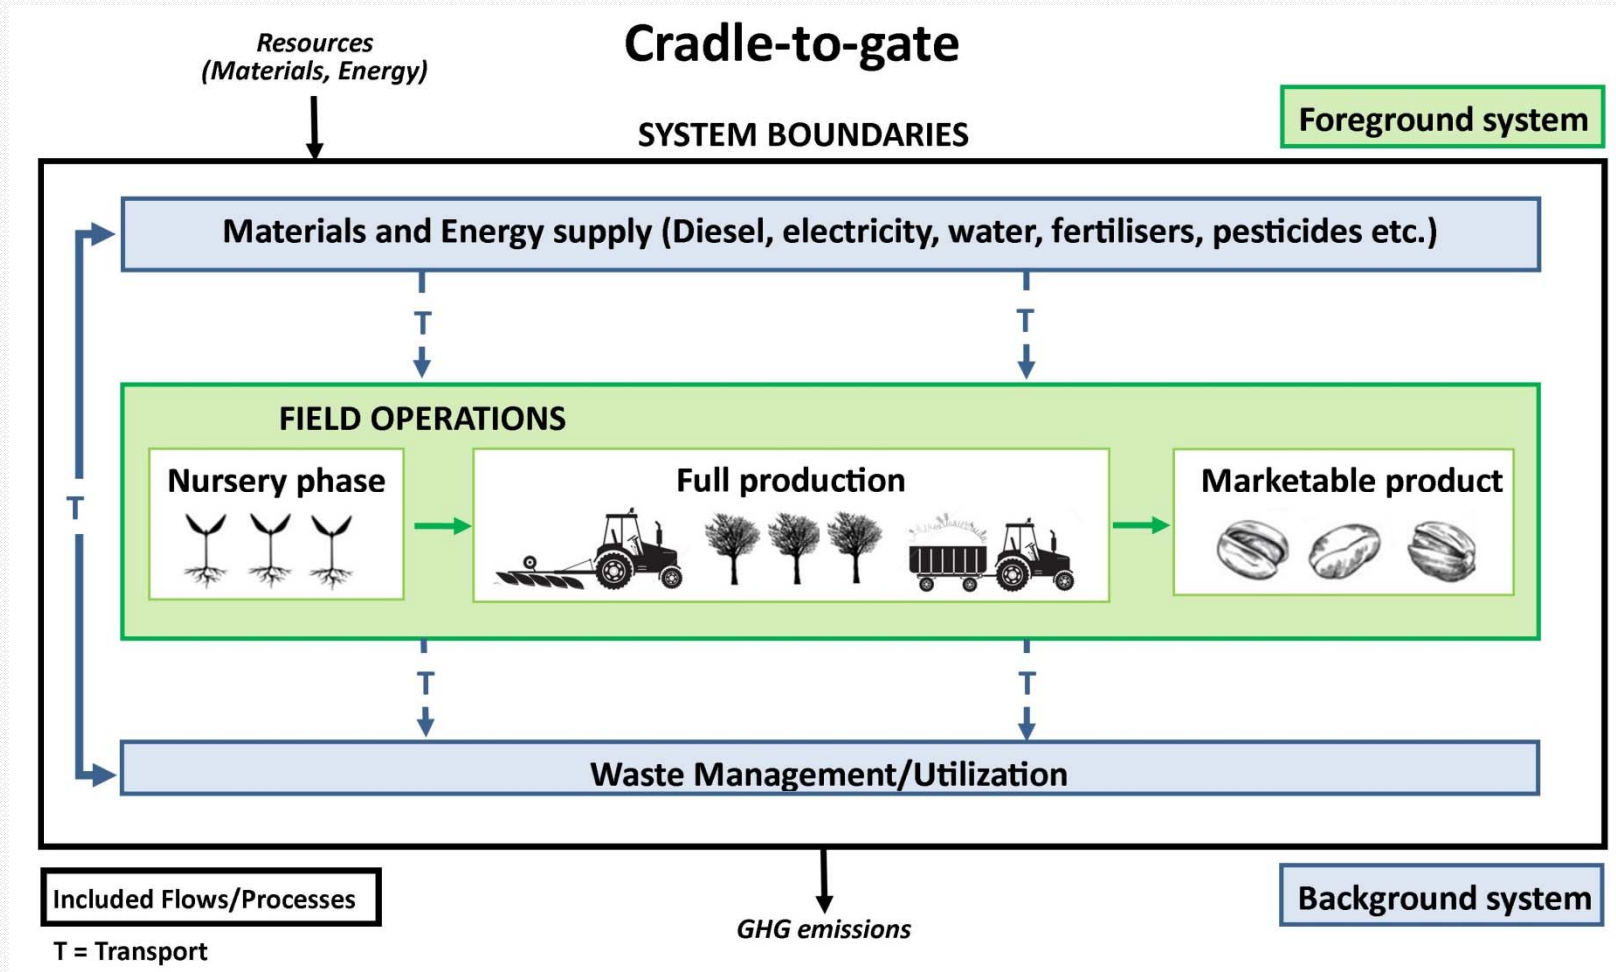 Cradle-to-gate
Resources
(Materials, Energy)
SYSTEM BOUNDARIES
Foreground system
Materials and Energy supply (Diesel, electricity, water, fertilisers, pesticides etc.)
T
T
FIELD OPERATIONS
Nursery phase
Full production
Marketable product
T
T
T
Waste Management/Utilization
Included Flows/Processes
T = Transport
GHG emissions
Background system